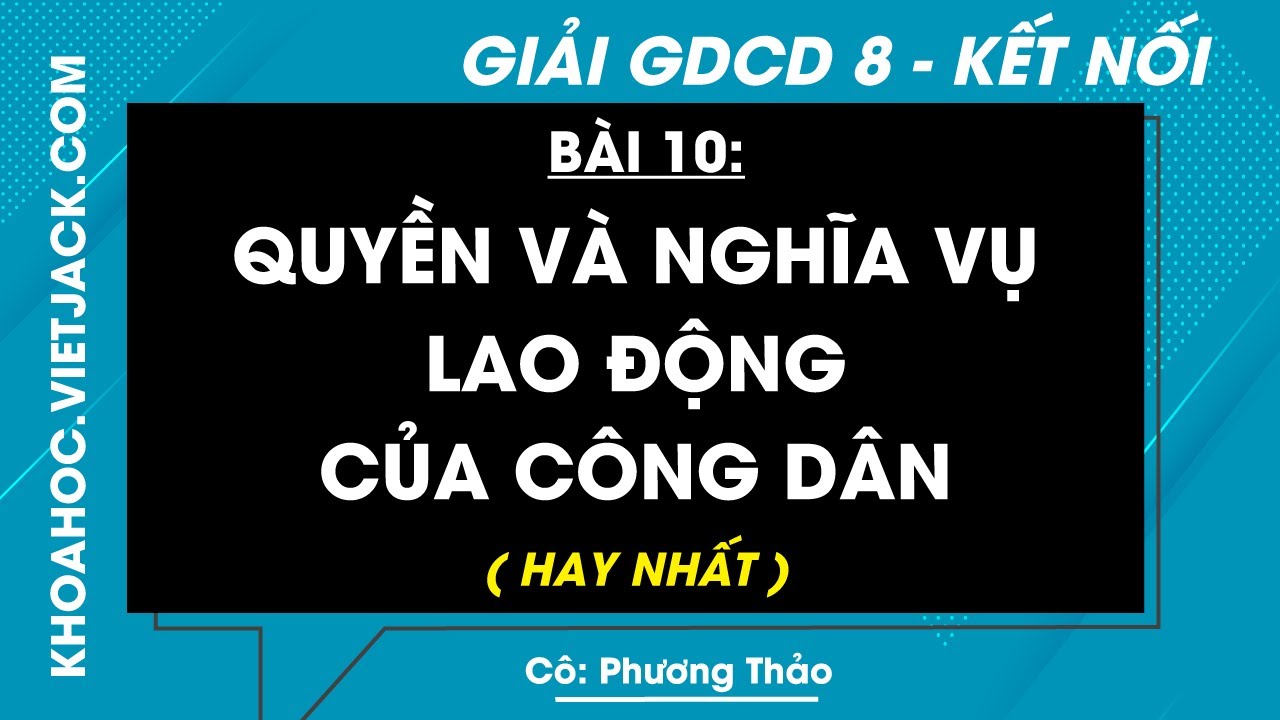 GIẢI GDCD 8 - KẾT NỐI
KHOAHOC.VIETJACK.COM
BÀI 10:
QUYỀN VÀ NGHĨA VỤ
LAO ĐỘNG
CỦA CÔNG DÂN
( HAY NHẤT )
Cô: Phương Thảo